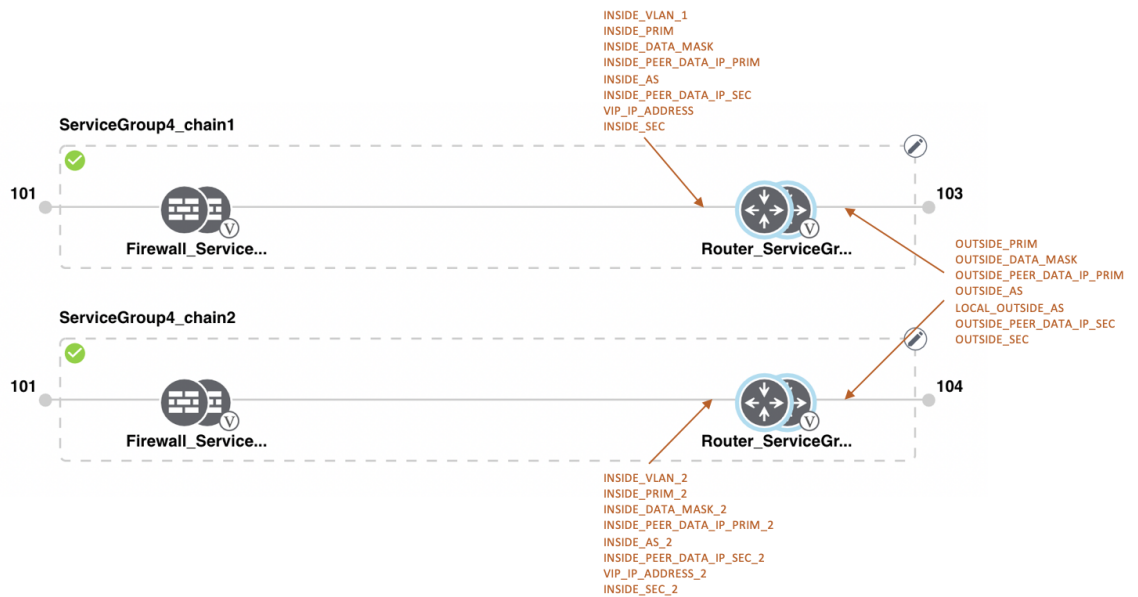 INSIDE_VLAN_1
INSIDE_PRIM
INSIDE_DATA_MASK
INSIDE_PEER_DATA_IP_PRIM
INSIDE_AS
INSIDE_PEER_DATA_IP_SEC
VIP_IP_ADDRESS
INSIDE_SEC
ServiceGroup4_chain1
101
103
V
V
Firewall_Service...
Router_ServiceGr...
OUTSIDE_PRIM
OUTSIDE_DATA_MASK
OUTSIDE_PEER_DATA_IP_PRIM
OUTSIDE_AS
LOCAL_OUTSIDE_AS
OUTSIDE_PEER_DATA_IP_SEC
OUTSIDE_SEC
ServiceGroup4_chain2
101
104
V
V
Firewall_Service...
Router_ServiceGr...
INSIDE_VLAN_2
INSIDE_PRIM_2
INSIDE_DATA_MASK_2
INSIDE_PEER_DATA_IP_PRIM_2
INSIDE_AS_2
INSIDE_PEER_DATA_IP_SEC_2
VIP_IP_ADDRESS_2
INSIDE_SEC_2